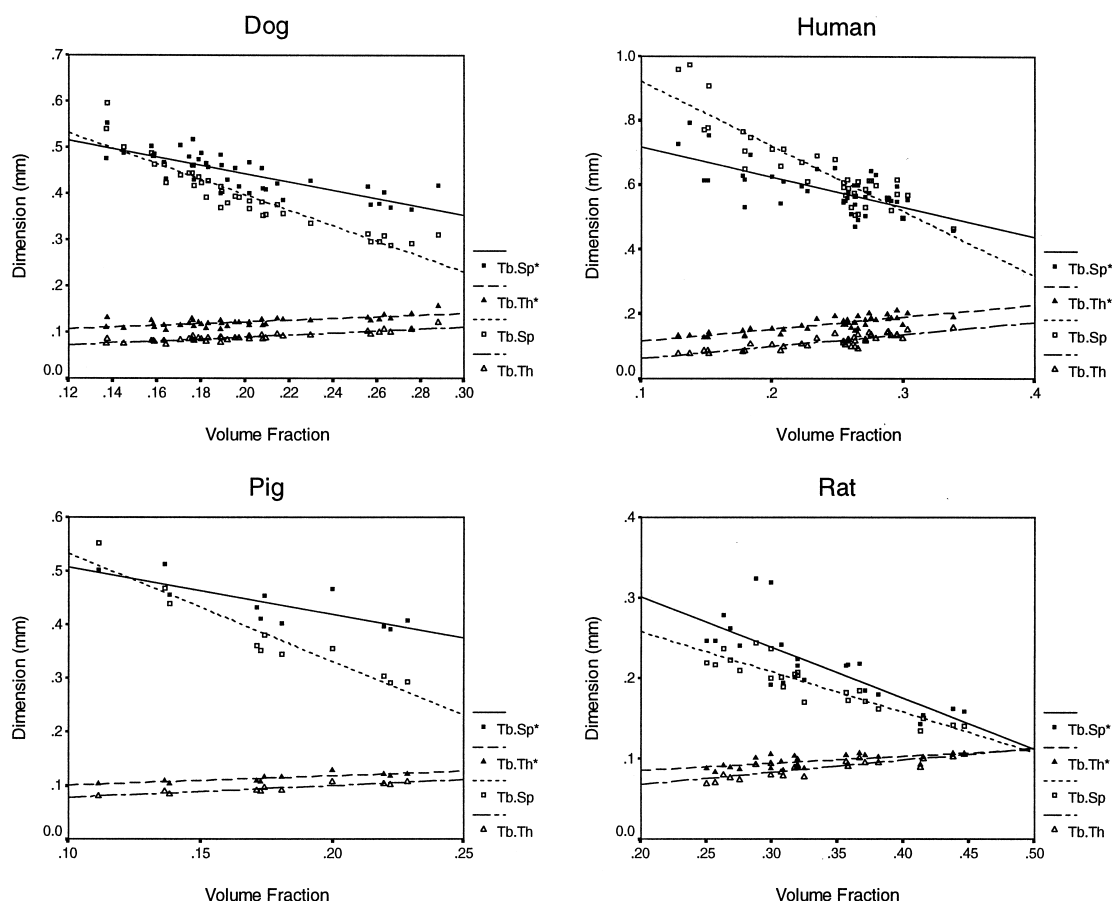 Dog
.7
.6
.5
.4
.3
.2
.1
0.0
Dimension (mm)
.12 .14 .16 .18 .20 .22 .24 .26 .28 .30
Volume Fraction
Tb.Sp*
Tb.Th*
Tb.Sp
Tb.Th
Human
1.0
.8
.6
.4
.2
0.0
Dimension (mm)
.1 .2 .3 .4
Volume Fraction
Tb.Sp*
Tb.Th*
Tb.Sp
Tb.Th
Pig
.6
.5
.4
.3
.2
.1
0.0
Dimension (mm)
.10 .15 .20 .25
Volume Fraction
Tb.Sp*
Tb.Th*
Tb.Sp
Tb.Th
Rat
.4
.3
.2
.1
0.0
Dimension (mm)
.20 .25 .30 .35 .40 .45 .50
Volume Fraction
Tb.Sp*
Tb.Th*
Tb.Sp
Tb.Th